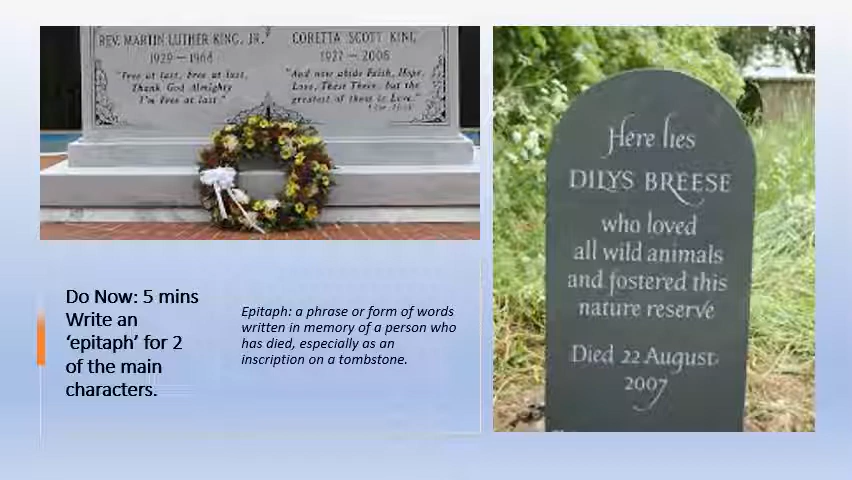 REV. MARTIN LUTHER KING, JR.
1929 — 1968
"Free at last, Free at last,
Thank God Almighty
I'm Free at last."
CORETTA SCOTT KING
1927 — 2006
"And now abide Faith, Hope,
Love, These Three; but the
greatest of these is Love."
Here lies
DILYS BREESE
who loved
all wild animals
and fostered this
nature reserve
Died 22 August
2007
Do Now: 5 mins
Write an
‘epitaph’ for 2
of the main
characters.
Epitaph: a phrase or form of words
written in memory of a person who
has died, especially as an
inscription on a tombstone.